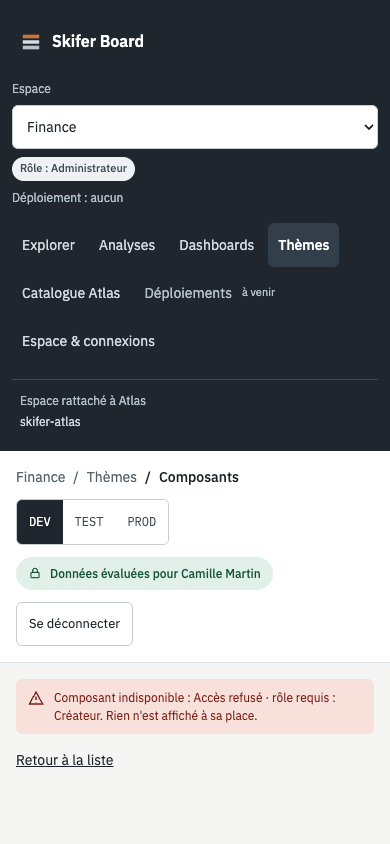 Skifer Board
Espace
Finance
Rôle : Administrateur
Déploiement : aucun
Explorer Analyses Dashboards Thèmes
Catalogue Atlas Déploiements à venir
Espace & connexions
Espace rattaché à Atlas
skifer-atlas
Finance / Thèmes / Composants
DEV TEST PROD
Données évaluées pour Camille Martin
Se déconnecter
Composant indisponible : Accès refusé · rôle requis :
Créateur. Rien n'est affiché à sa place.
Retour à la liste